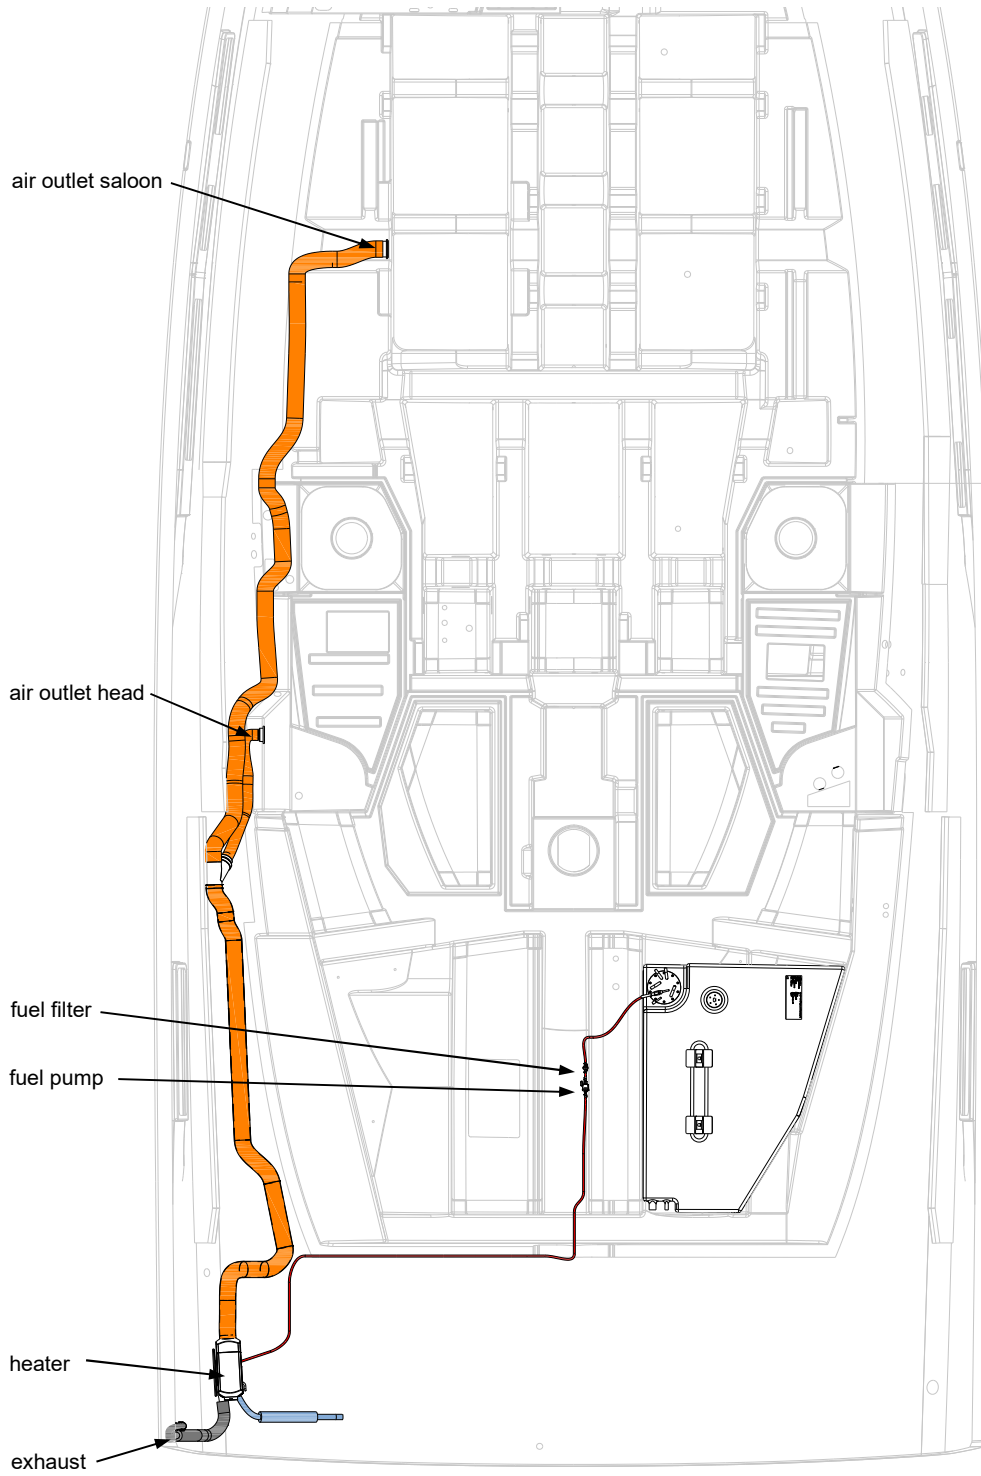 air outlet saloon
air outlet head
fuel filter
fuel pump
heater
exhaust